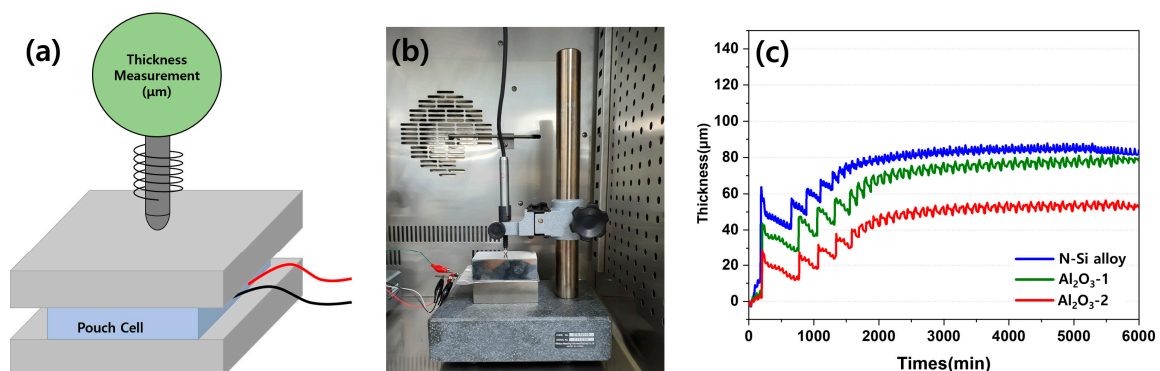 (a)
Thickness
Measurement
(μm)
Pouch Cell
(b)
(c)
Thickness(μm)
140
120
100
80
60
40
20
0
N-Si alloy
Al₂O₃-1
Al₂O₃-2
0 1000 2000 3000 4000 5000 6000
Times(min)